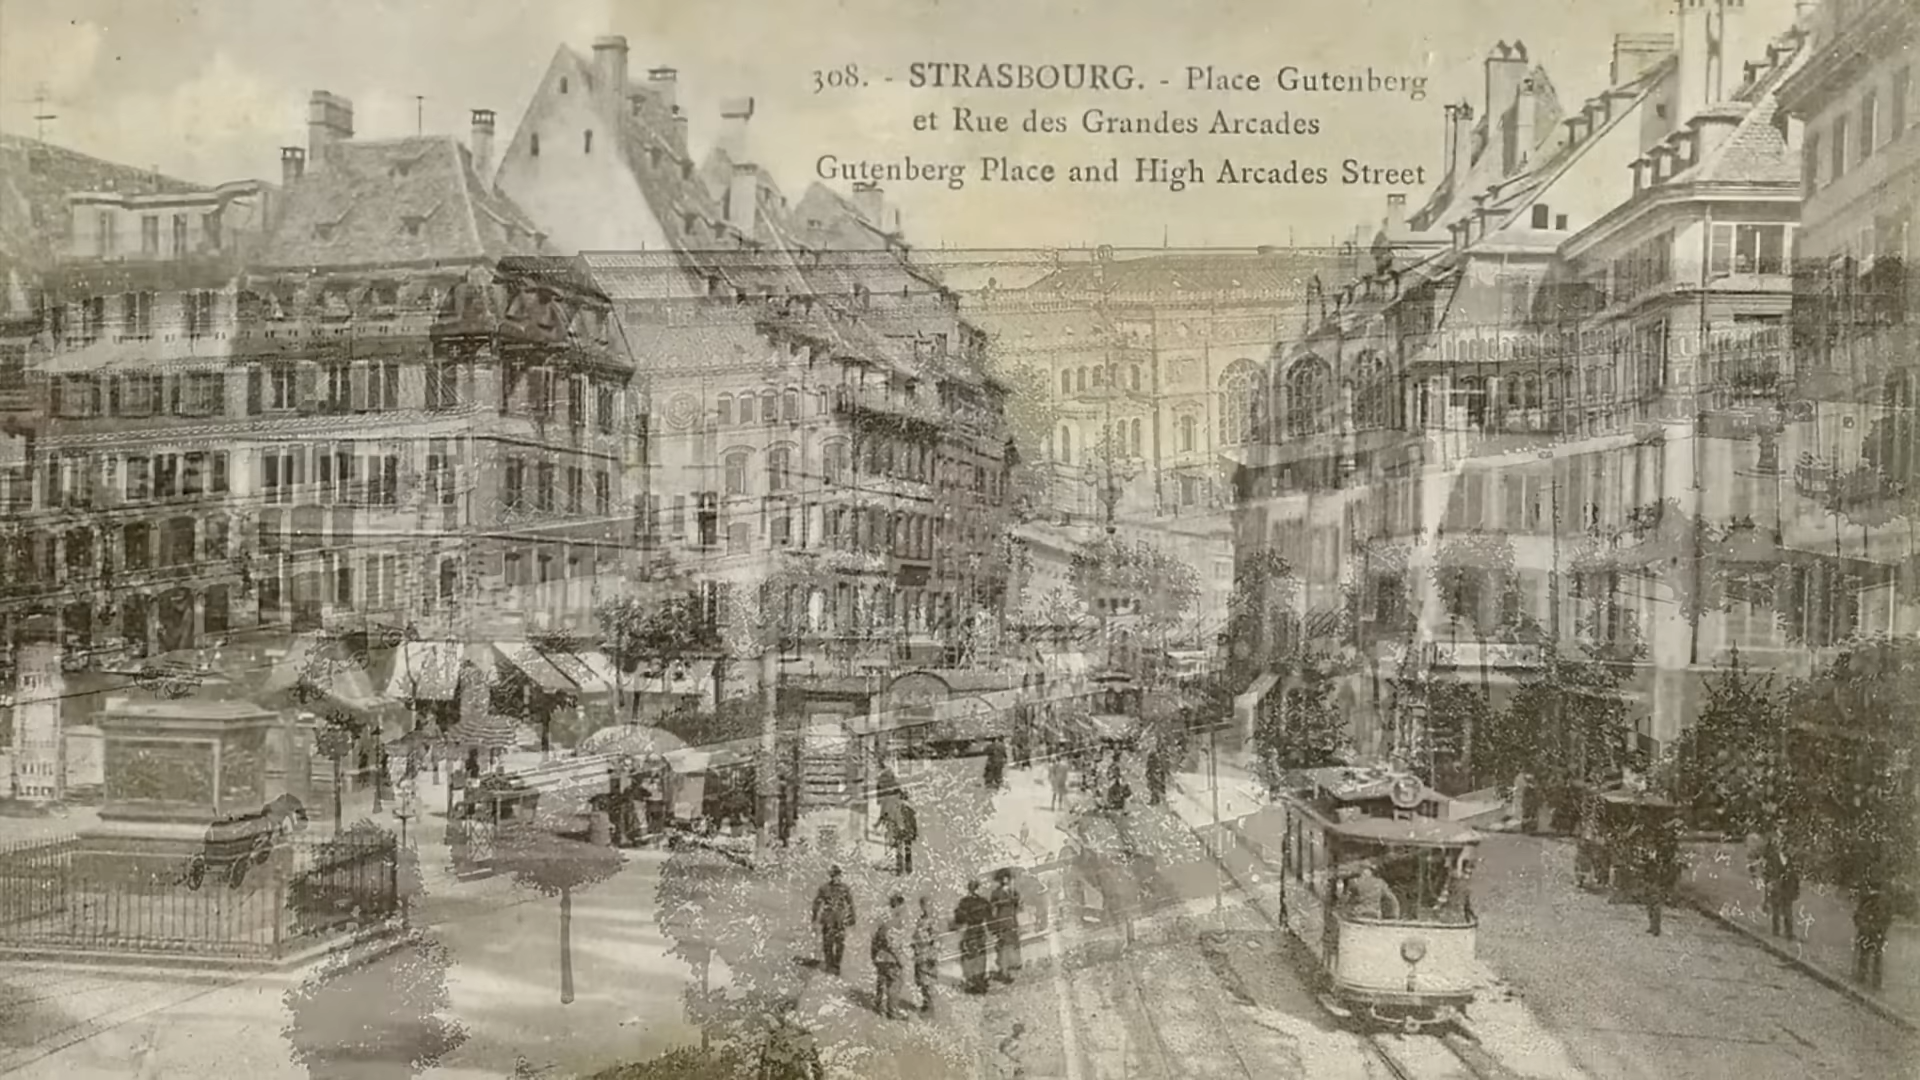 308. - STRASBOURG. - Place Gutenberg
et Rue des Grandes Arcades
Gutenberg Place and High Arcades Street